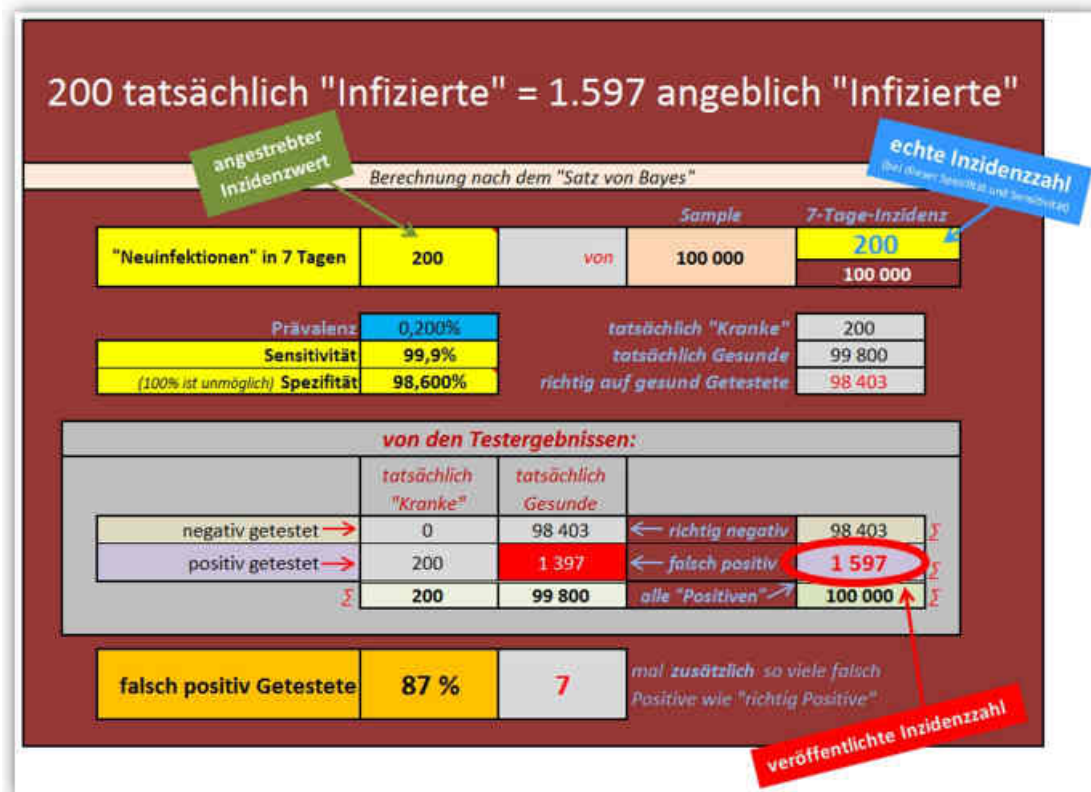 200 tatsächlich "Infizierte" = 1.597 angeblich "Infizierte"
angestrebter
Inzidenzwert
echte Inzidenzzahl
(bei dieser Spezifität und Sensitivität)
Berechnung nach dem "Satz von Bayes"
Sample 7-Tage-Inzidenz
"Neuinfektionen" in 7 Tagen 200 von 100 000 200
100 000
Prävalenz 0,200% tatsächlich "Kranke" 200
Sensitivität 99,9% tatsächlich Gesunde 99 800
(100% ist unmöglich) Spezifität 98,600% richtig auf gesund Getestete 98 403
von den Testergebnissen:
tatsächlich tatsächlich
"Kranke" Gesunde
negativ getestet 0 98 403 richtig negativ 98 403 Σ
positiv getestet 200 1 397 falsch positiv 1 597 Σ
Σ 200 99 800 alle "Positiven" 100 000 Σ
falsch positiv Getestete 87 % 7 mal zusätzlich so viele falsch
Positive wie "richtig Positive"
veröffentlichte Inzidenzzahl